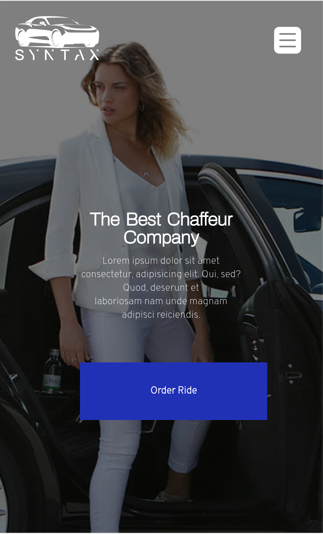 SYNTAX
The Best Chaffeur
Company
Lorem ipsum dolor sit amet
consectetur, adipisicing elit. Qui, sed?
Quod, deserunt et
laboriosam nam unde magnam
adipisci reiciendis.
Order Ride